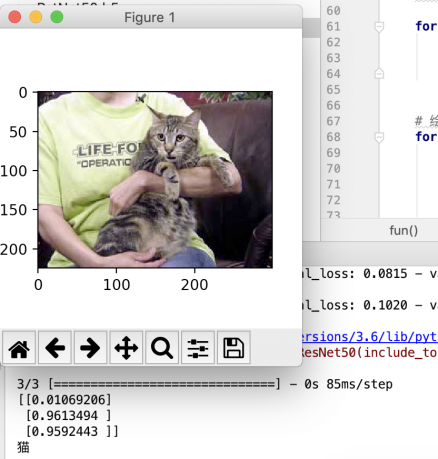 Figure 1
60
61 for
62
63
64
65
66
67 # 绘
68 for
69
70
71
72
73
fun()
0
50
100
150
200
0 100 200
LIFE FOR
"OPERATIO
al_loss: 0.0815 – v
al_loss: 0.1020 – v
ersions/3.6/lib/pyt
ResNet50(include_to
3/3 [==============================] – 0s 85ms/step
[[0.01069206]
[0.9613494 ]
[0.9592443 ]]
猫